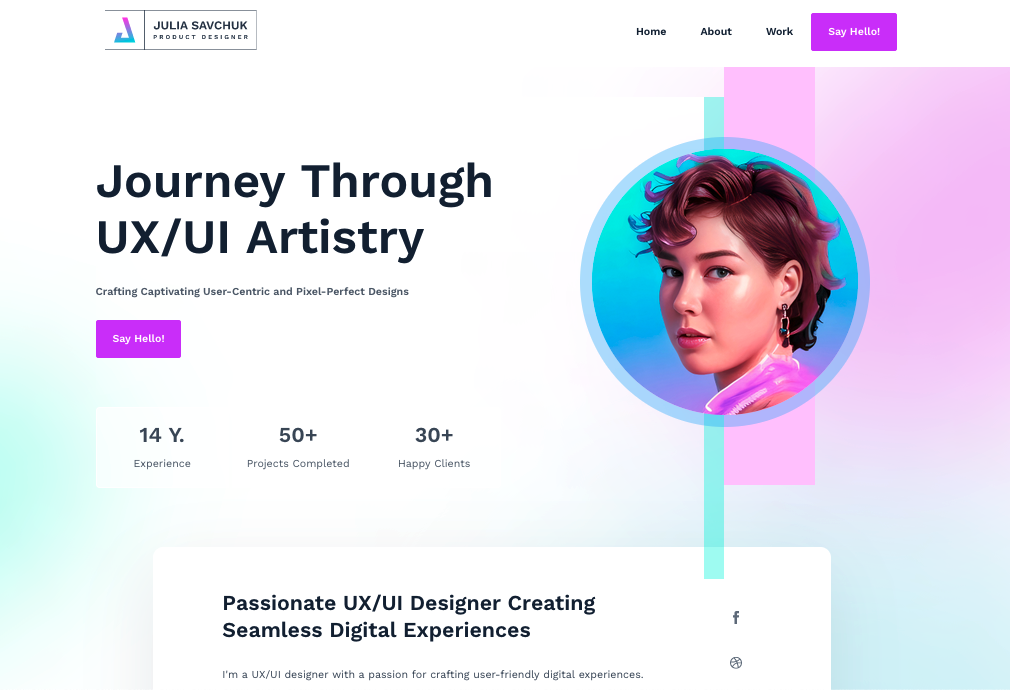 JULIA SAVCHUK
PRODUCT DESIGNER
Home
About
Work
Say Hello!
Journey Through
UX/UI Artistry
Crafting Captivating User-Centric and Pixel-Perfect Designs
Say Hello!
14 Y.
Experience
50+
Projects Completed
30+
Happy Clients
Passionate UX/UI Designer Creating
Seamless Digital Experiences
I'm a UX/UI designer with a passion for crafting user-friendly digital experiences.